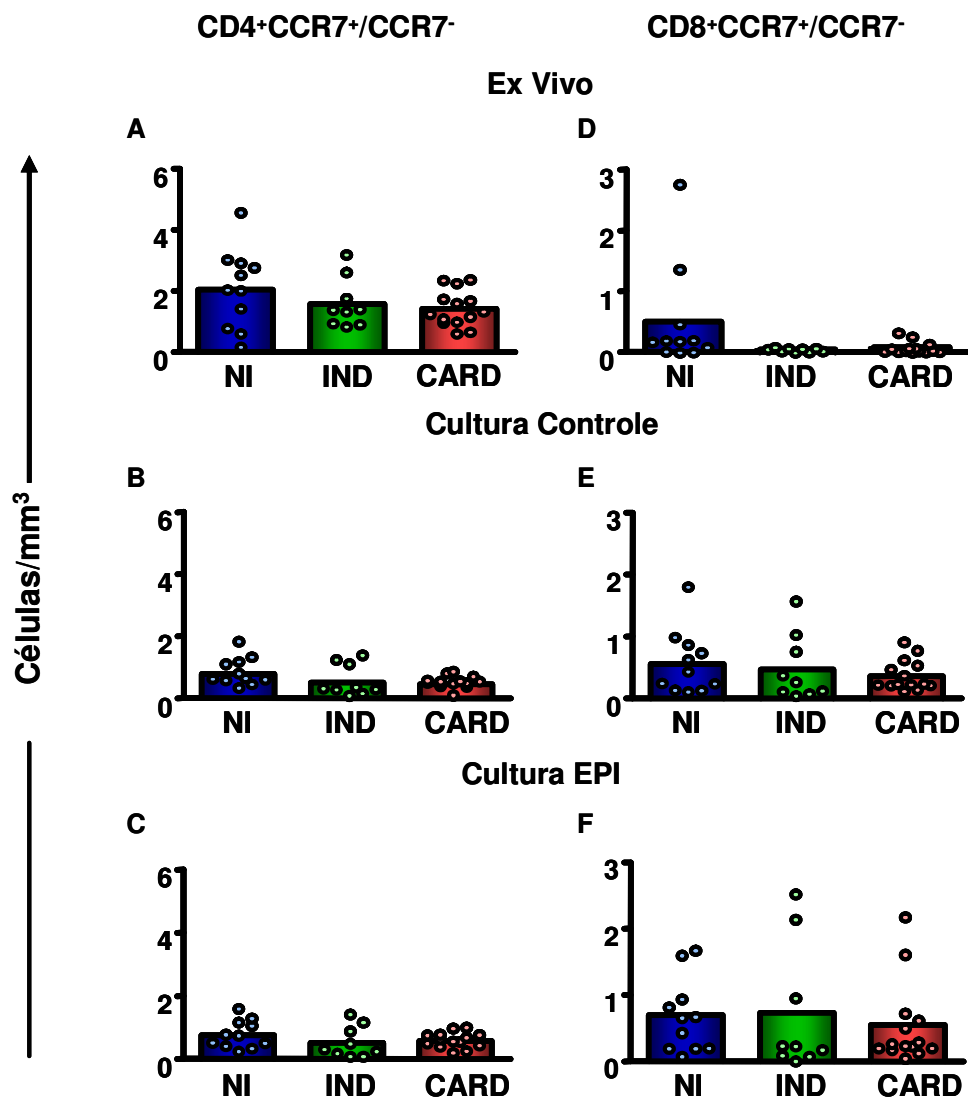 CD4⁺CCR7⁺/CCR7⁻ CD8⁺CCR7⁺/CCR7⁻
Ex Vivo
A D
6
4
2
0
NI IND CARD
3
2
1
0
NI IND CARD
Cultura Controle
B E
6
4
2
0
NI IND CARD
3
2
1
0
NI IND CARD
Cultura EPI
C F
6
4
2
0
NI IND CARD
3
2
1
0
NI IND CARD
Células/mm³